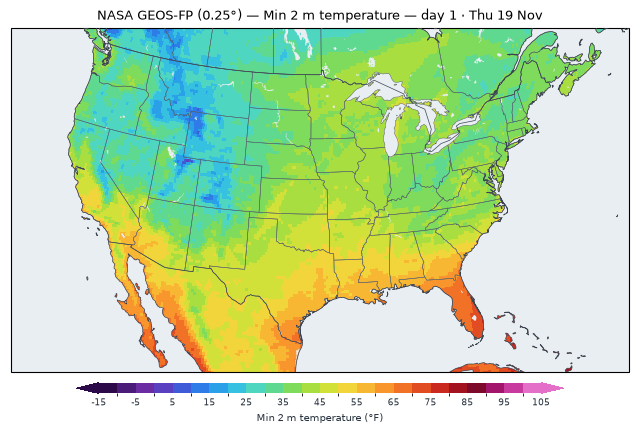 NASA GEOS-FP (0.25°) — Min 2 m temperature — day 1 · Thu 19 Nov
-15 -5 5 15 25 35 45 55 65 75 85 95 105
Min 2 m temperature (°F)